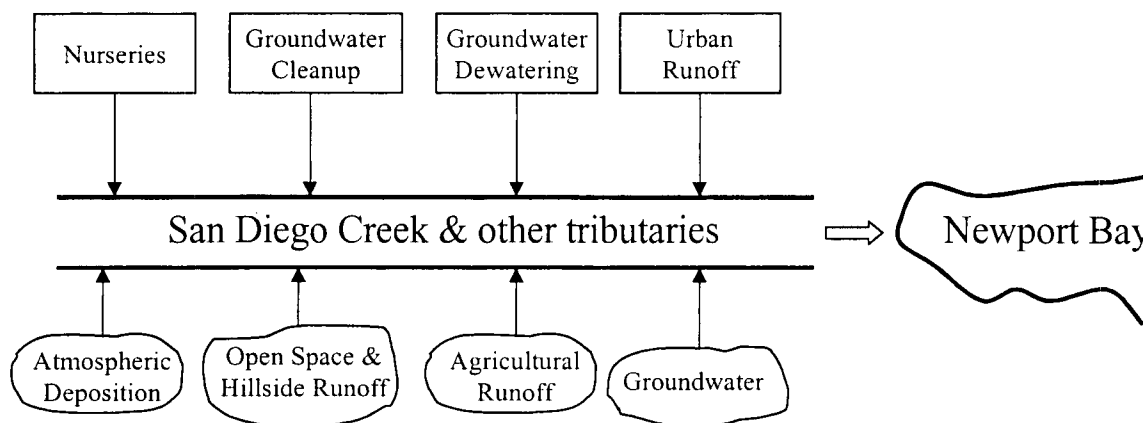 Nurseries
Groundwater
Cleanup
Groundwater
Dewatering
Urban
Runoff
San Diego Creek & other tributaries
Newport Bay
Atmospheric
Deposition
Open Space &
Hillside Runoff
Agricultural
Runoff
Groundwater